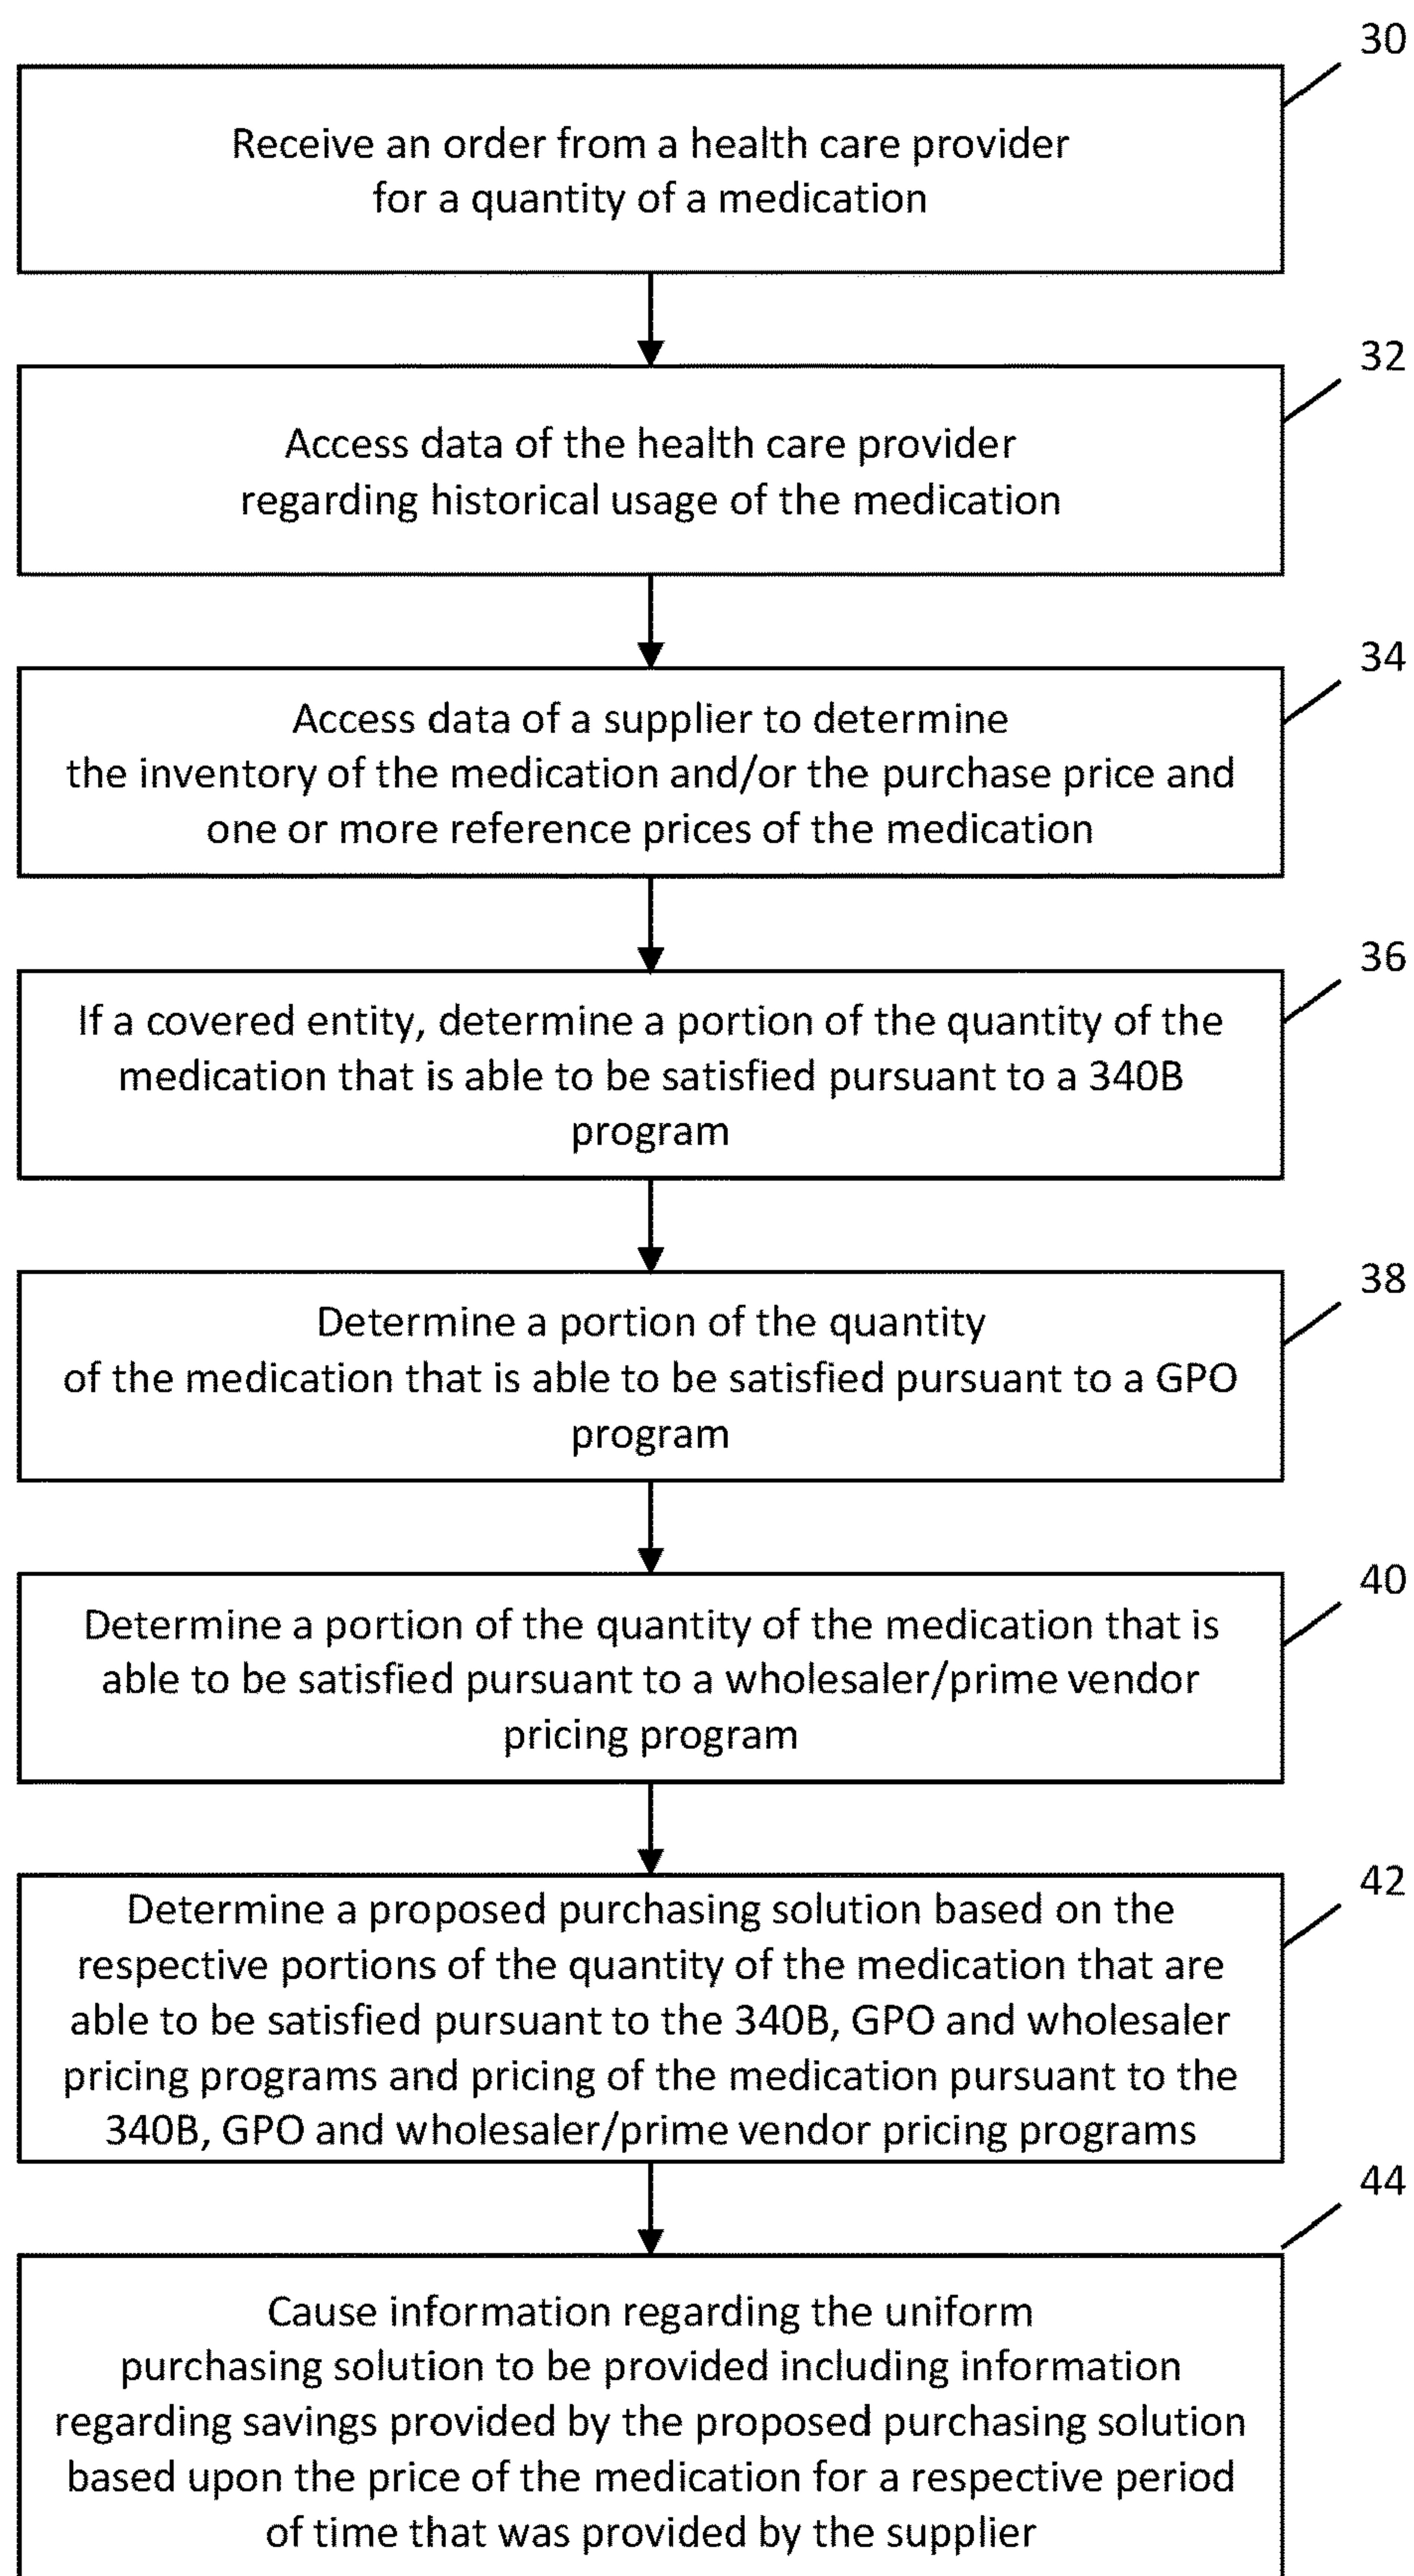 30
Receive an order from a health care provider
for a quantity of a medication
32
Access data of the health care provider
regarding historical usage of the medication
34
Access data of a supplier to determine
the inventory of the medication and/or the purchase price and
one or more reference prices of the medication
36
If a covered entity, determine a portion of the quantity of the
medication that is able to be satisfied pursuant to a 340B
program
38
Determine a portion of the quantity
of the medication that is able to be satisfied pursuant to a GPO
program
40
Determine a portion of the quantity of the medication that is
able to be satisfied pursuant to a wholesaler/prime vendor
pricing program
42
Determine a proposed purchasing solution based on the
respective portions of the quantity of the medication that are
able to be satisfied pursuant to the 340B, GPO and wholesaler
pricing programs and pricing of the medication pursuant to the
340B, GPO and wholesaler/prime vendor pricing programs
44
Cause information regarding the uniform
purchasing solution to be provided including information
regarding savings provided by the proposed purchasing solution
based upon the price of the medication for a respective period
of time that was provided by the supplier